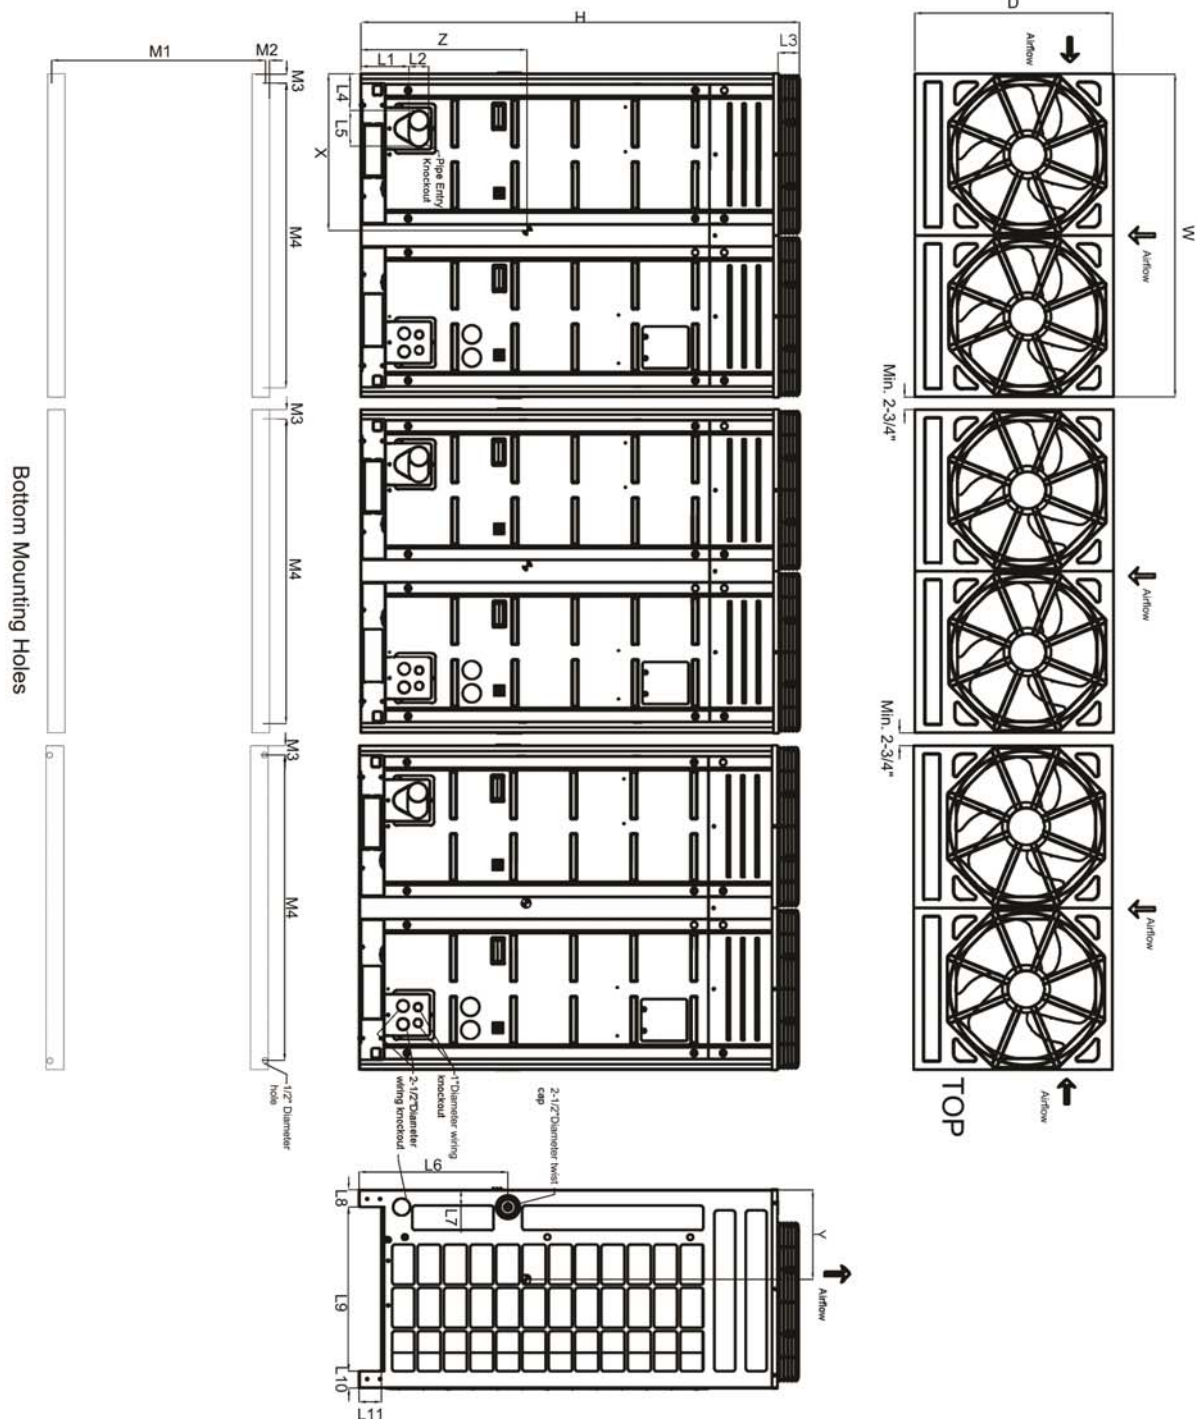 H
D
Z
L3
M1
M2
M3
L1
L2
L4
L5
X
Airflow
Pipe Entry
Knockout
M4
W
Airflow
Min. 2-3/4"
M3
M4
Airflow
Min. 2-3/4"
M3
M4
Airflow
Bottom Mounting Holes
1/2" Diameter
hole
1"Diameter wiring
knockout
2-1/2"Diameter
wiring knockout
2-1/2"Diameter twist
cap
TOP
Airflow
L6
L8
L7
Y
L9
Airflow
L10
L11